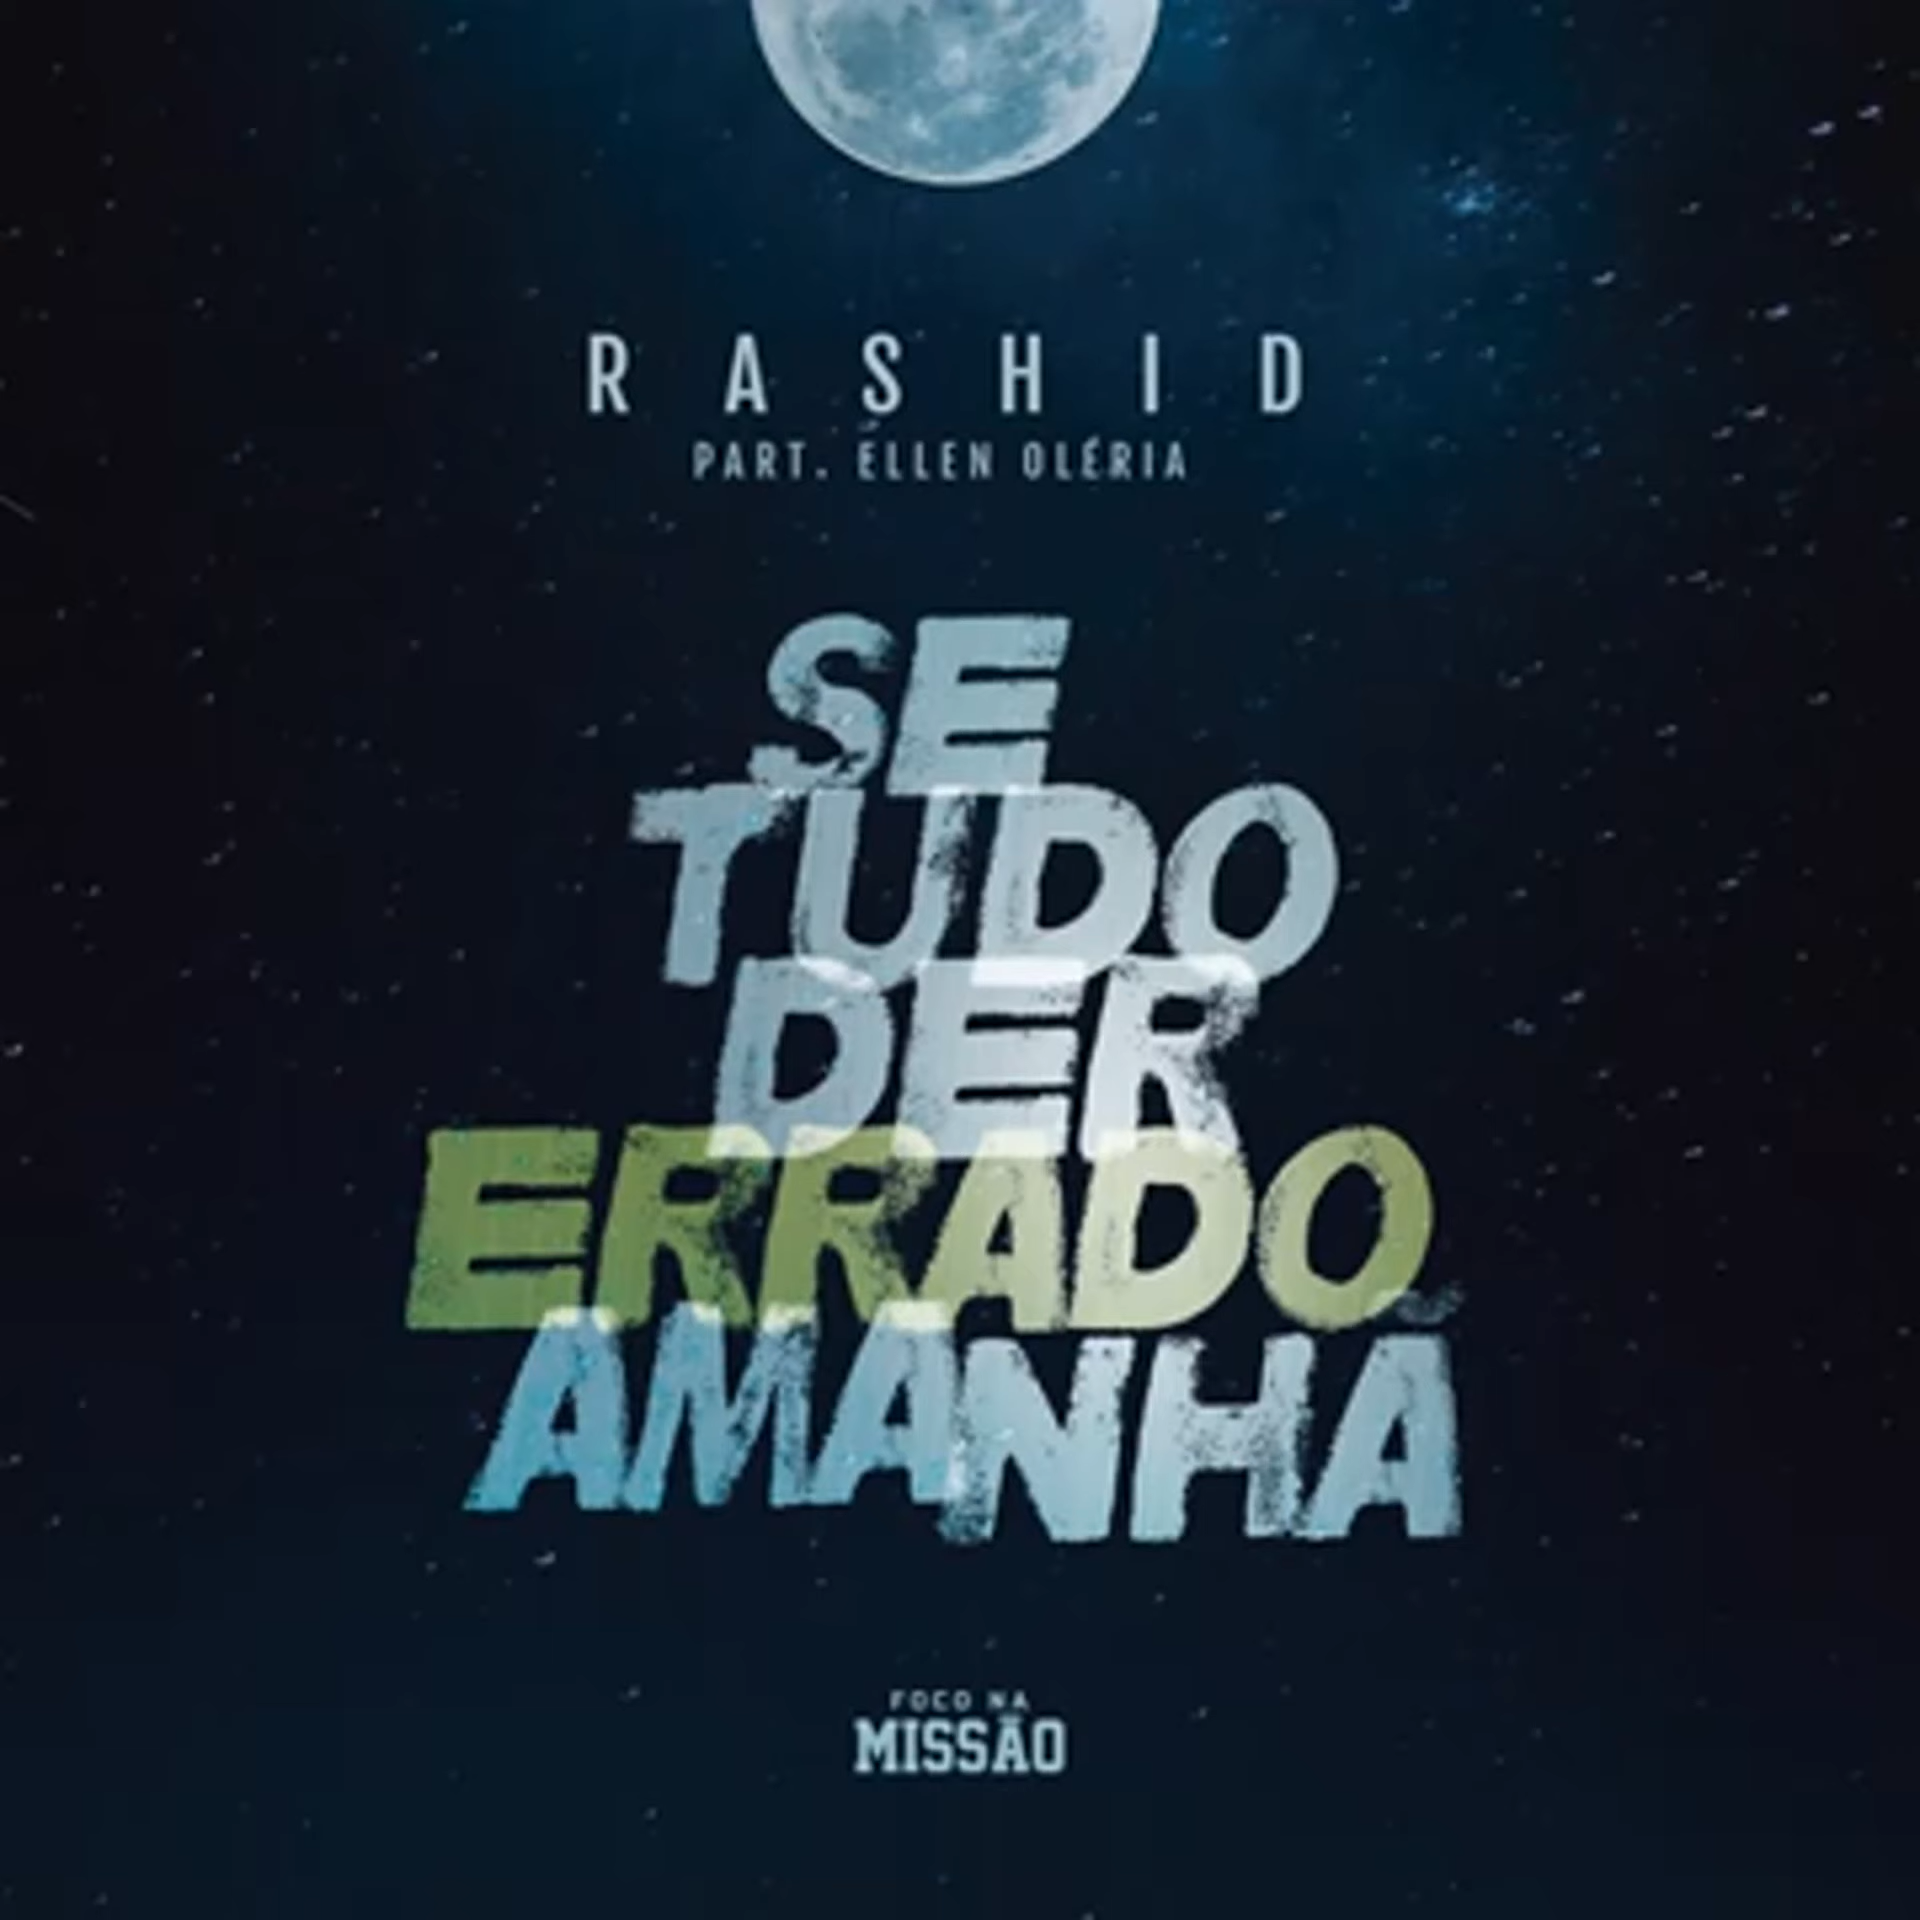 RASHID
PART. ELLEN OLÉRIA
SE
TUDO
DER
ERRADO
AMANHÃ
FOCO NA
MISSÃO